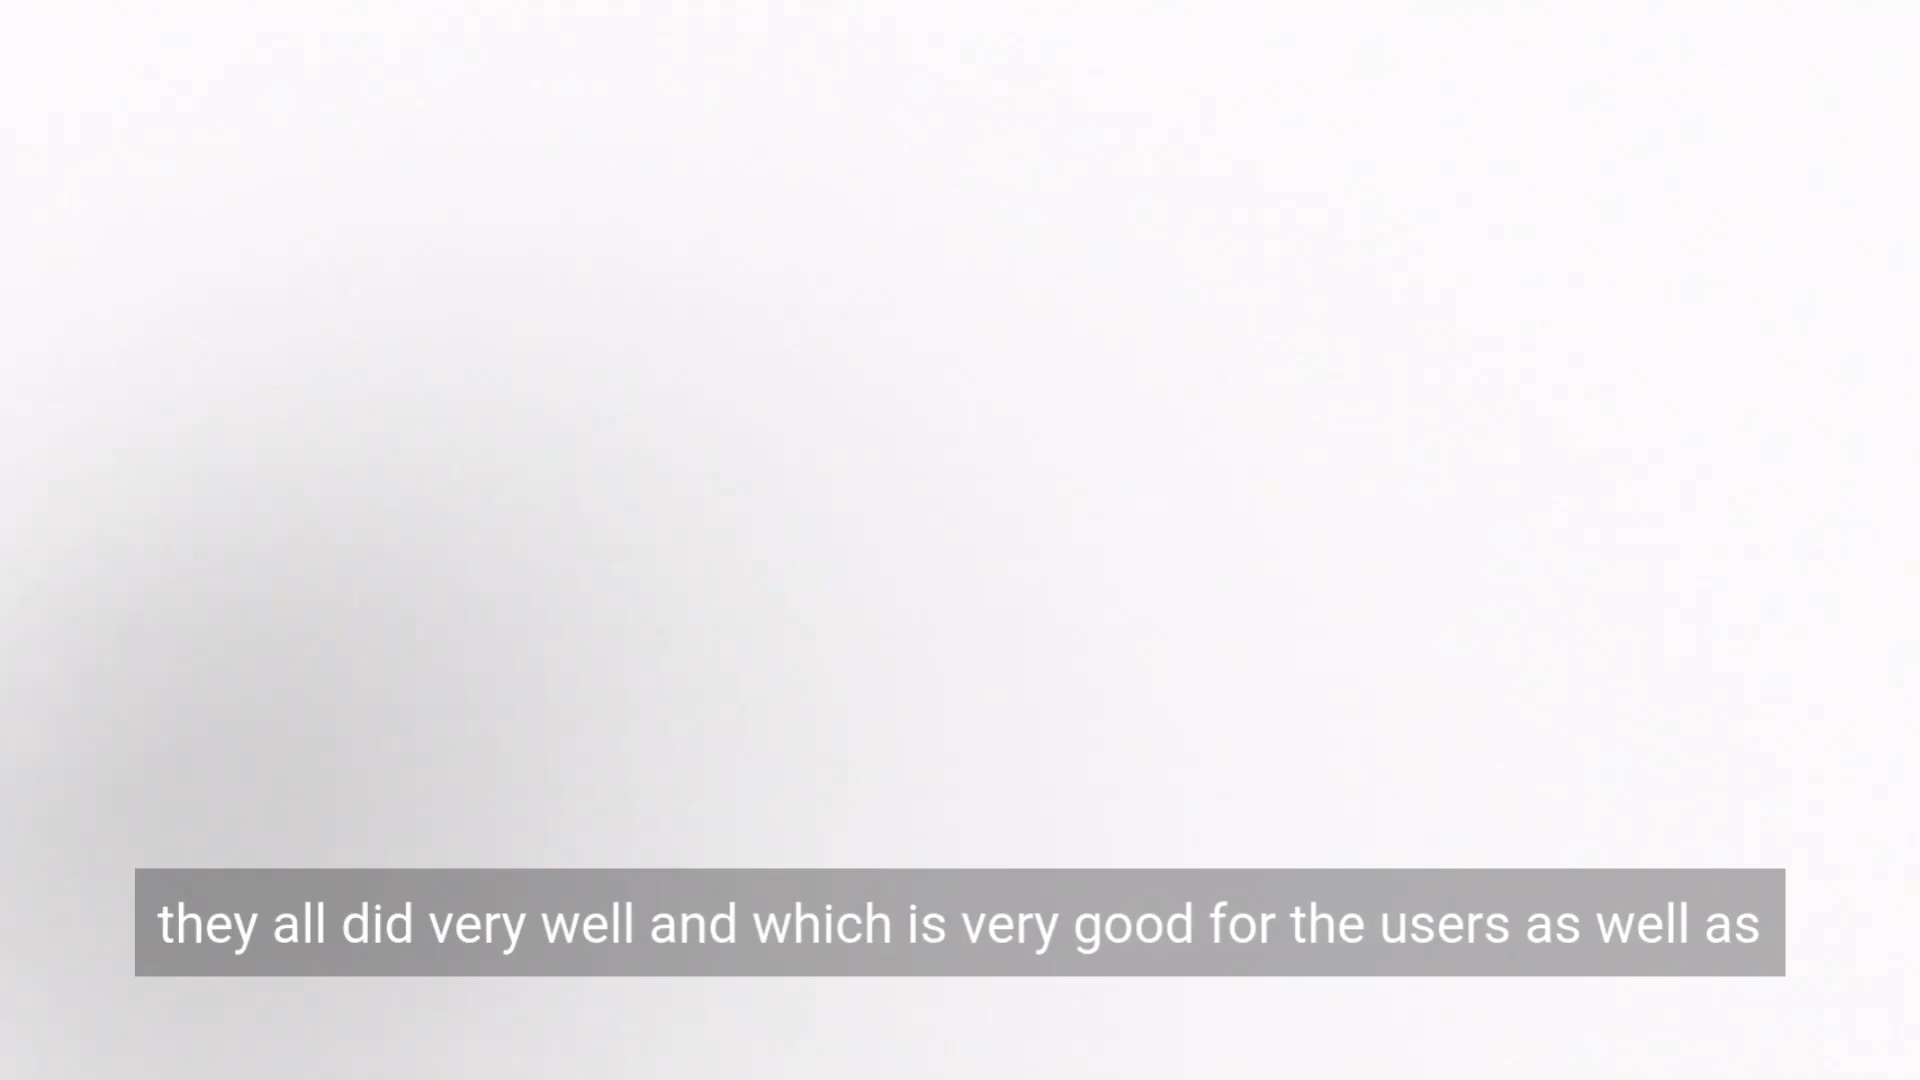 they all did very well and which is very good for the users as well as